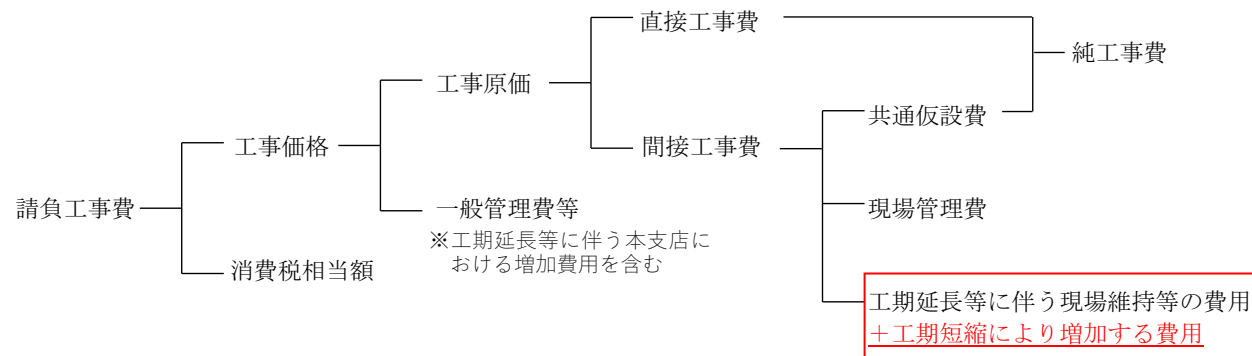 直接工事費
純工事費
工事原価
共通仮設費
工事価格
間接工事費
請負工事費
一般管理費等
現場管理費
※工期延長等に伴う本支店に
おける増加費用を含む
消費税相当額
工期延長等に伴う現場維持等の費用
＋工期短縮により増加する費用